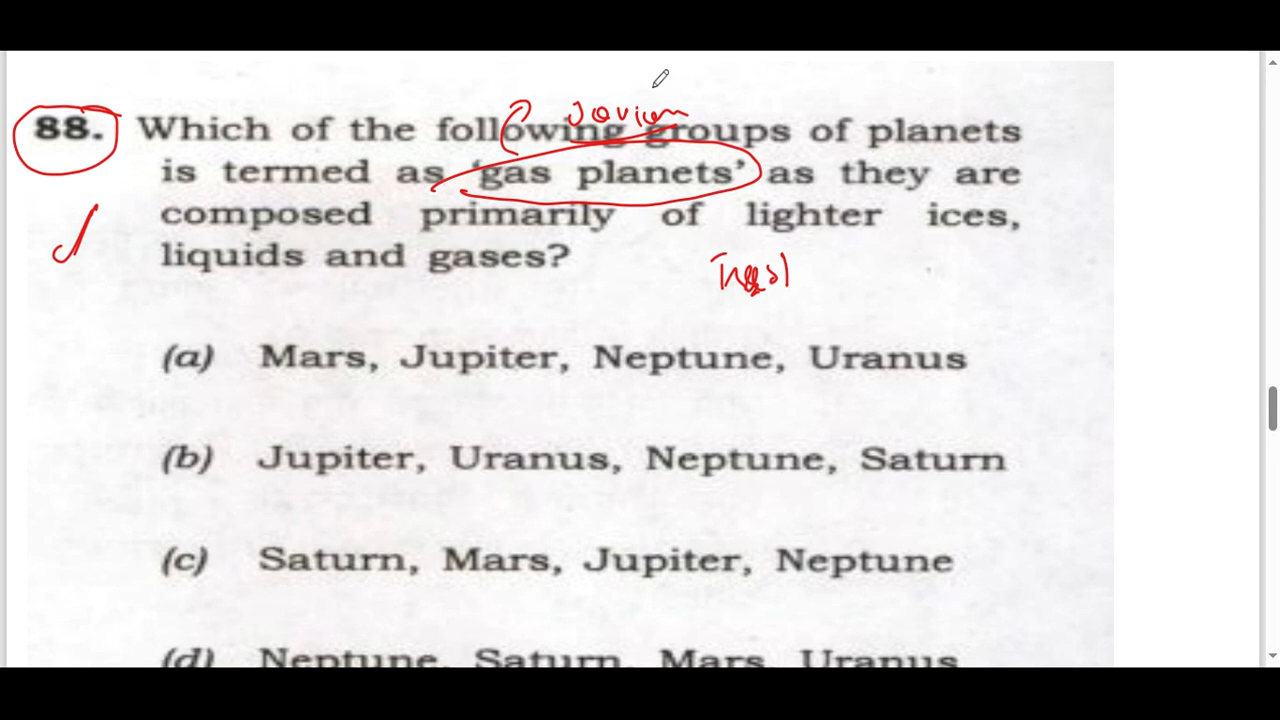 Jovian
88. Which of the following groups of planets
is termed as 'gas planets' as they are
composed primarily of lighter ices,
liquids and gases?
(a) Mars, Jupiter, Neptune, Uranus
(b) Jupiter, Uranus, Neptune, Saturn
(c) Saturn, Mars, Jupiter, Neptune
(d) Neptune, Saturn, Mars, Uranus